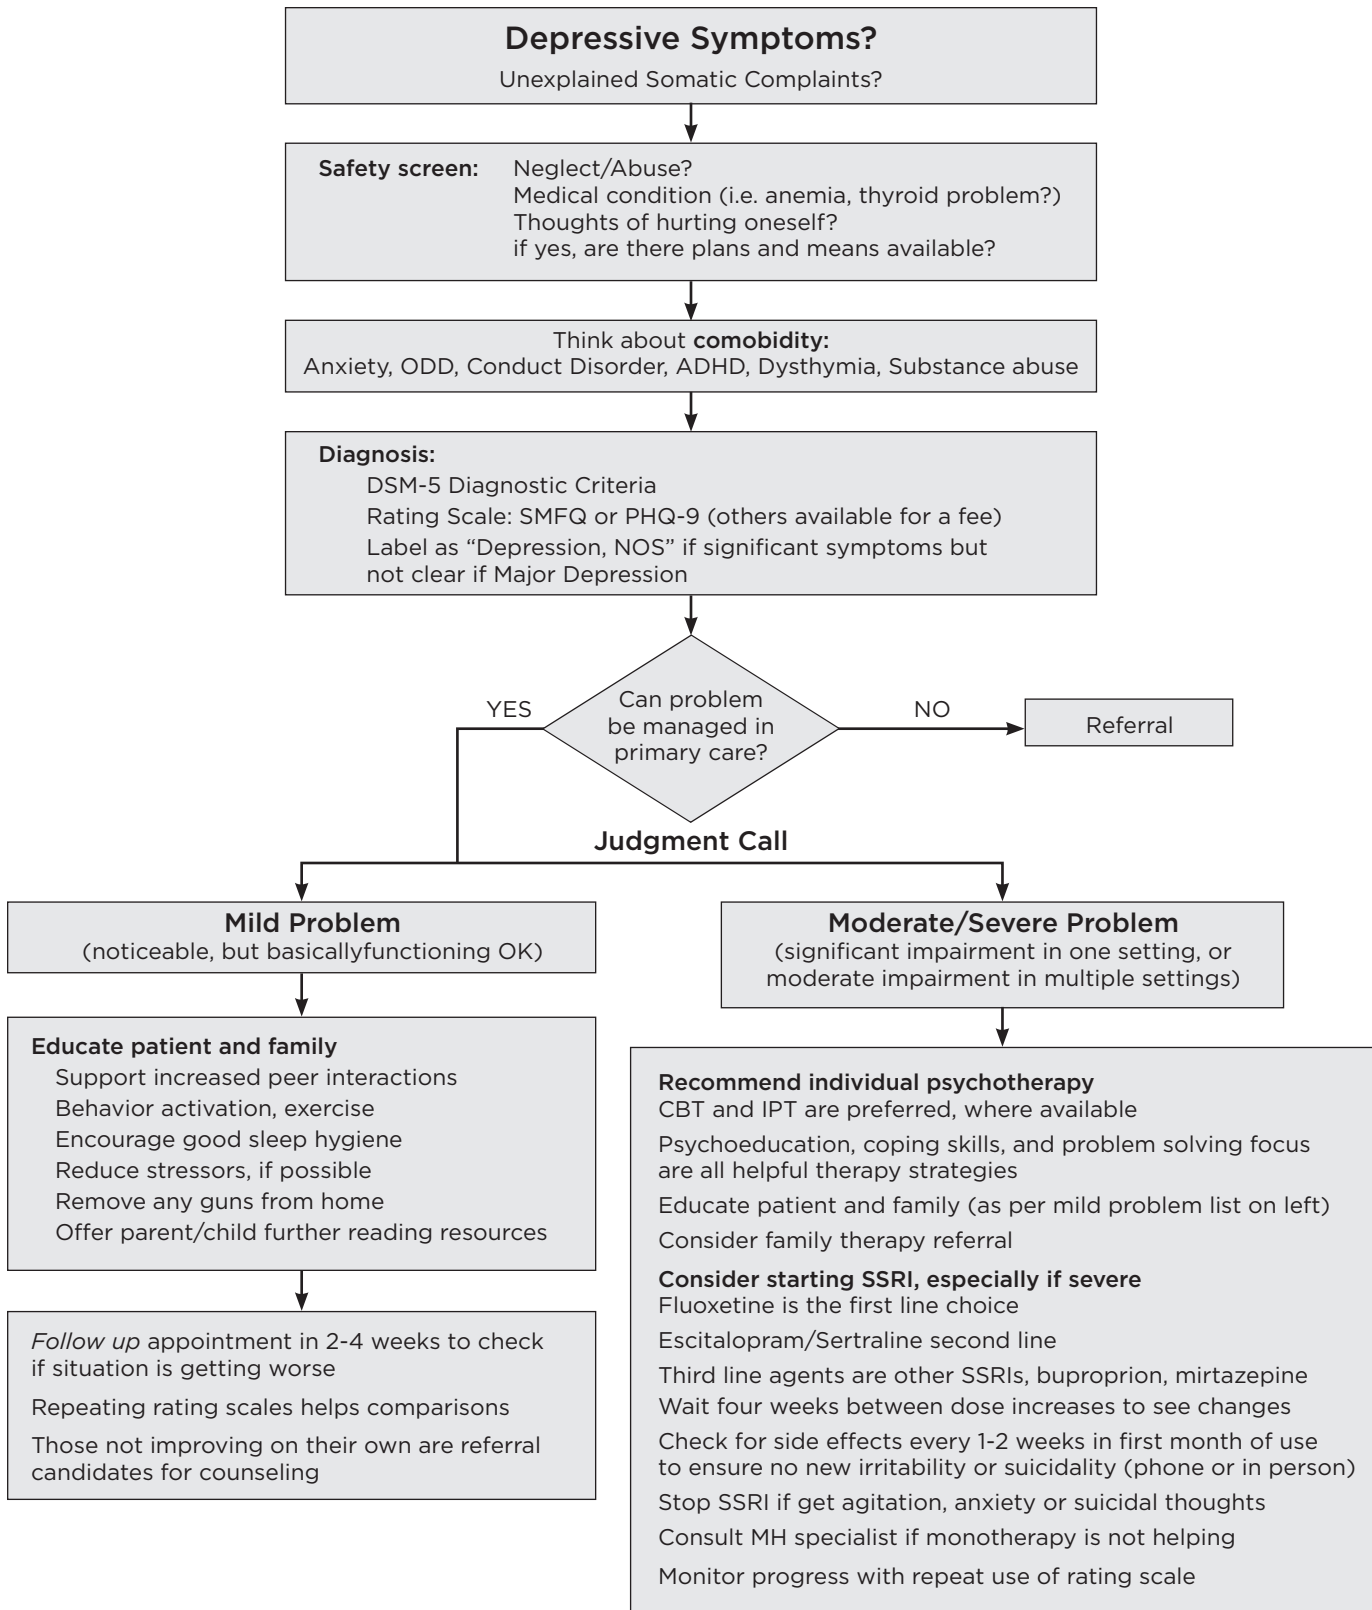 Depressive Symptoms?
Unexplained Somatic Complaints?
Safety screen: Neglect/Abuse?
Medical condition (i.e. anemia, thyroid problem?)
Thoughts of hurting oneself?
if yes, are there plans and means available?
Think about comobidity:
Anxiety, ODD, Conduct Disorder, ADHD, Dysthymia, Substance abuse
Diagnosis:
DSM-5 Diagnostic Criteria
Rating Scale: SMFQ or PHQ-9 (others available for a fee)
Label as “Depression, NOS” if significant symptoms but
not clear if Major Depression
YES
Can problem
be managed in
primary care?
NO
Referral
Judgment Call
Mild Problem
(noticeable, but basicallyfunctioning OK)
Educate patient and family
Support increased peer interactions
Behavior activation, exercise
Encourage good sleep hygiene
Reduce stressors, if possible
Remove any guns from home
Offer parent/child further reading resources
Follow up appointment in 2-4 weeks to check
if situation is getting worse
Repeating rating scales helps comparisons
Those not improving on their own are referral
candidates for counseling
Moderate/Severe Problem
(significant impairment in one setting, or
moderate impairment in multiple settings)
Recommend individual psychotherapy
CBT and IPT are preferred, where available
Psychoeducation, coping skills, and problem solving focus
are all helpful therapy strategies
Educate patient and family (as per mild problem list on left)
Consider family therapy referral
Consider starting SSRI, especially if severe
Fluoxetine is the first line choice
Escitalopram/Sertraline second line
Third line agents are other SSRIs, buproprion, mirtazepine
Wait four weeks between dose increases to see changes
Check for side effects every 1-2 weeks in first month of use
to ensure no new irritability or suicidality (phone or in person)
Stop SSRI if get agitation, anxiety or suicidal thoughts
Consult MH specialist if monotherapy is not helping
Monitor progress with repeat use of rating scale